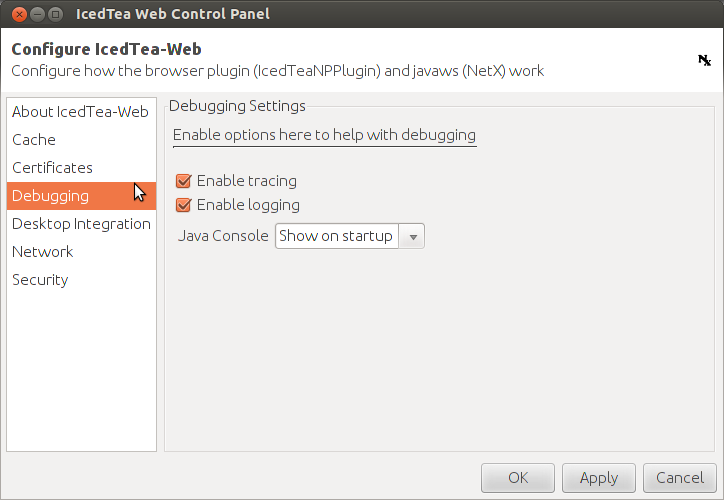 IcedTea Web Control Panel
Configure IcedTea-Web
Configure how the browser plugin (IcedTeaNPPlugin) and javaws (NetX) work
NX
About IcedTea-Web
Cache
Certificates
Debugging
Desktop Integration
Network
Security
Debugging Settings
Enable options here to help with debugging
Enable tracing
Enable logging
Java Console Show on startup
OK Apply Cancel